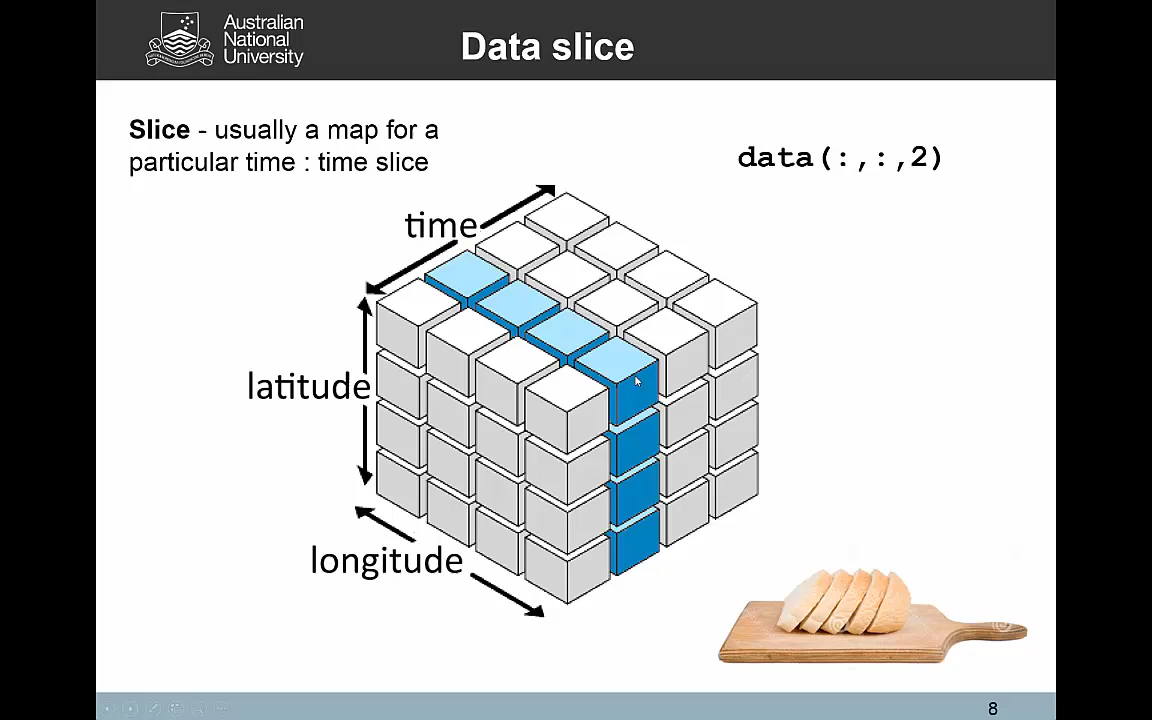 Australian
National
University
Data slice
Slice - usually a map for a
particular time : time slice
data(:,:,2)
time
latitude
longitude
8